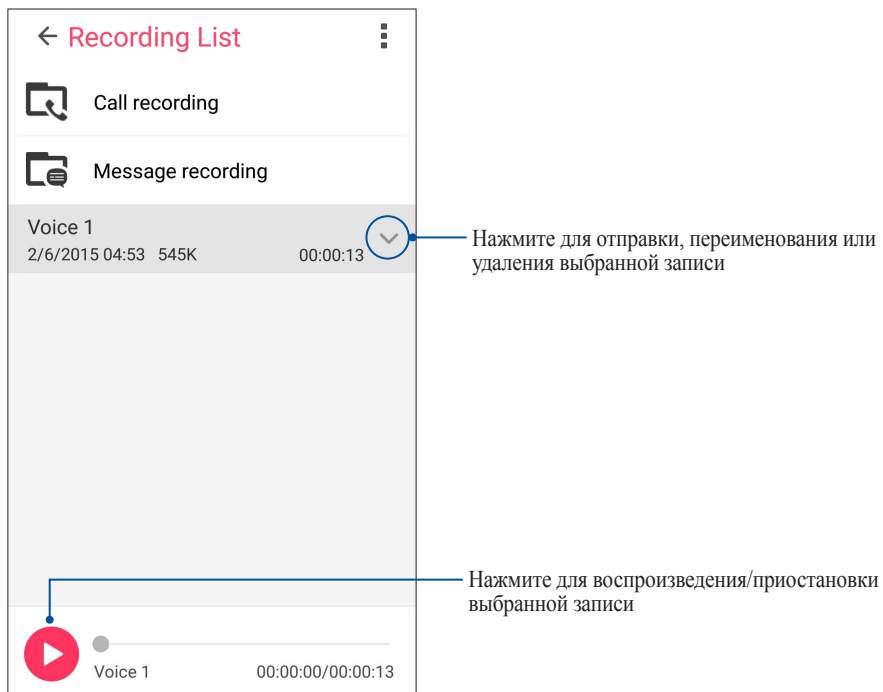 Recording List
Call recording
Message recording
Voice 1
2/6/2015 04:53 545K 00:00:13
Нажмите для отправки, переименования или
удаления выбранной записи
Нажмите для воспроизведения/приостановки
выбранной записи
Voice 1 00:00:00/00:00:13